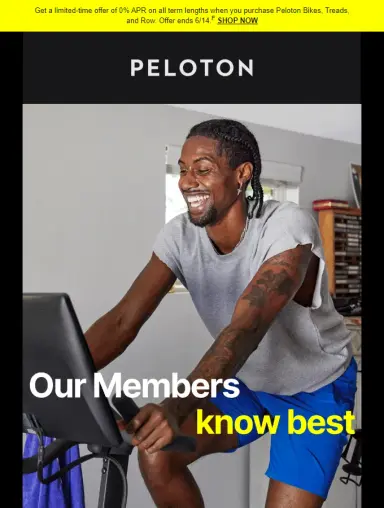 Get a limited-time offer of 0% APR on all term lengths when you purchase Peloton Bikes, Treads,
and Row. Offer ends 6/14.‡ SHOP NOW
PELOTON
Our Members
know best